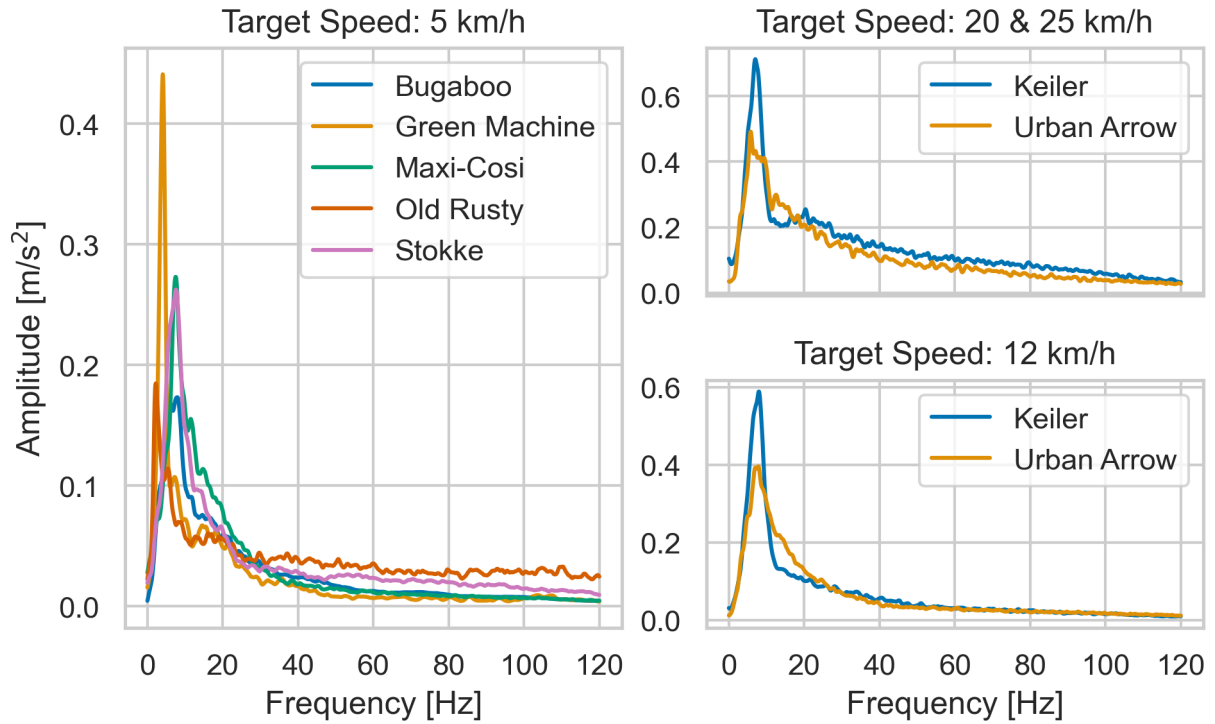 Target Speed: 5 km/h
Bugaboo
Green Machine
Maxi-Cosi
Old Rusty
Stokke
0.4
0.3
0.2
0.1
0.0
Amplitude [m/s²]
0 20 40 60 80 100 120
Frequency [Hz]
Target Speed: 20 & 25 km/h
Keiler
Urban Arrow
0.6
0.4
0.2
0.0
Target Speed: 12 km/h
Keiler
Urban Arrow
0.6
0.4
0.2
0.0
0 20 40 60 80 100 120
Frequency [Hz]